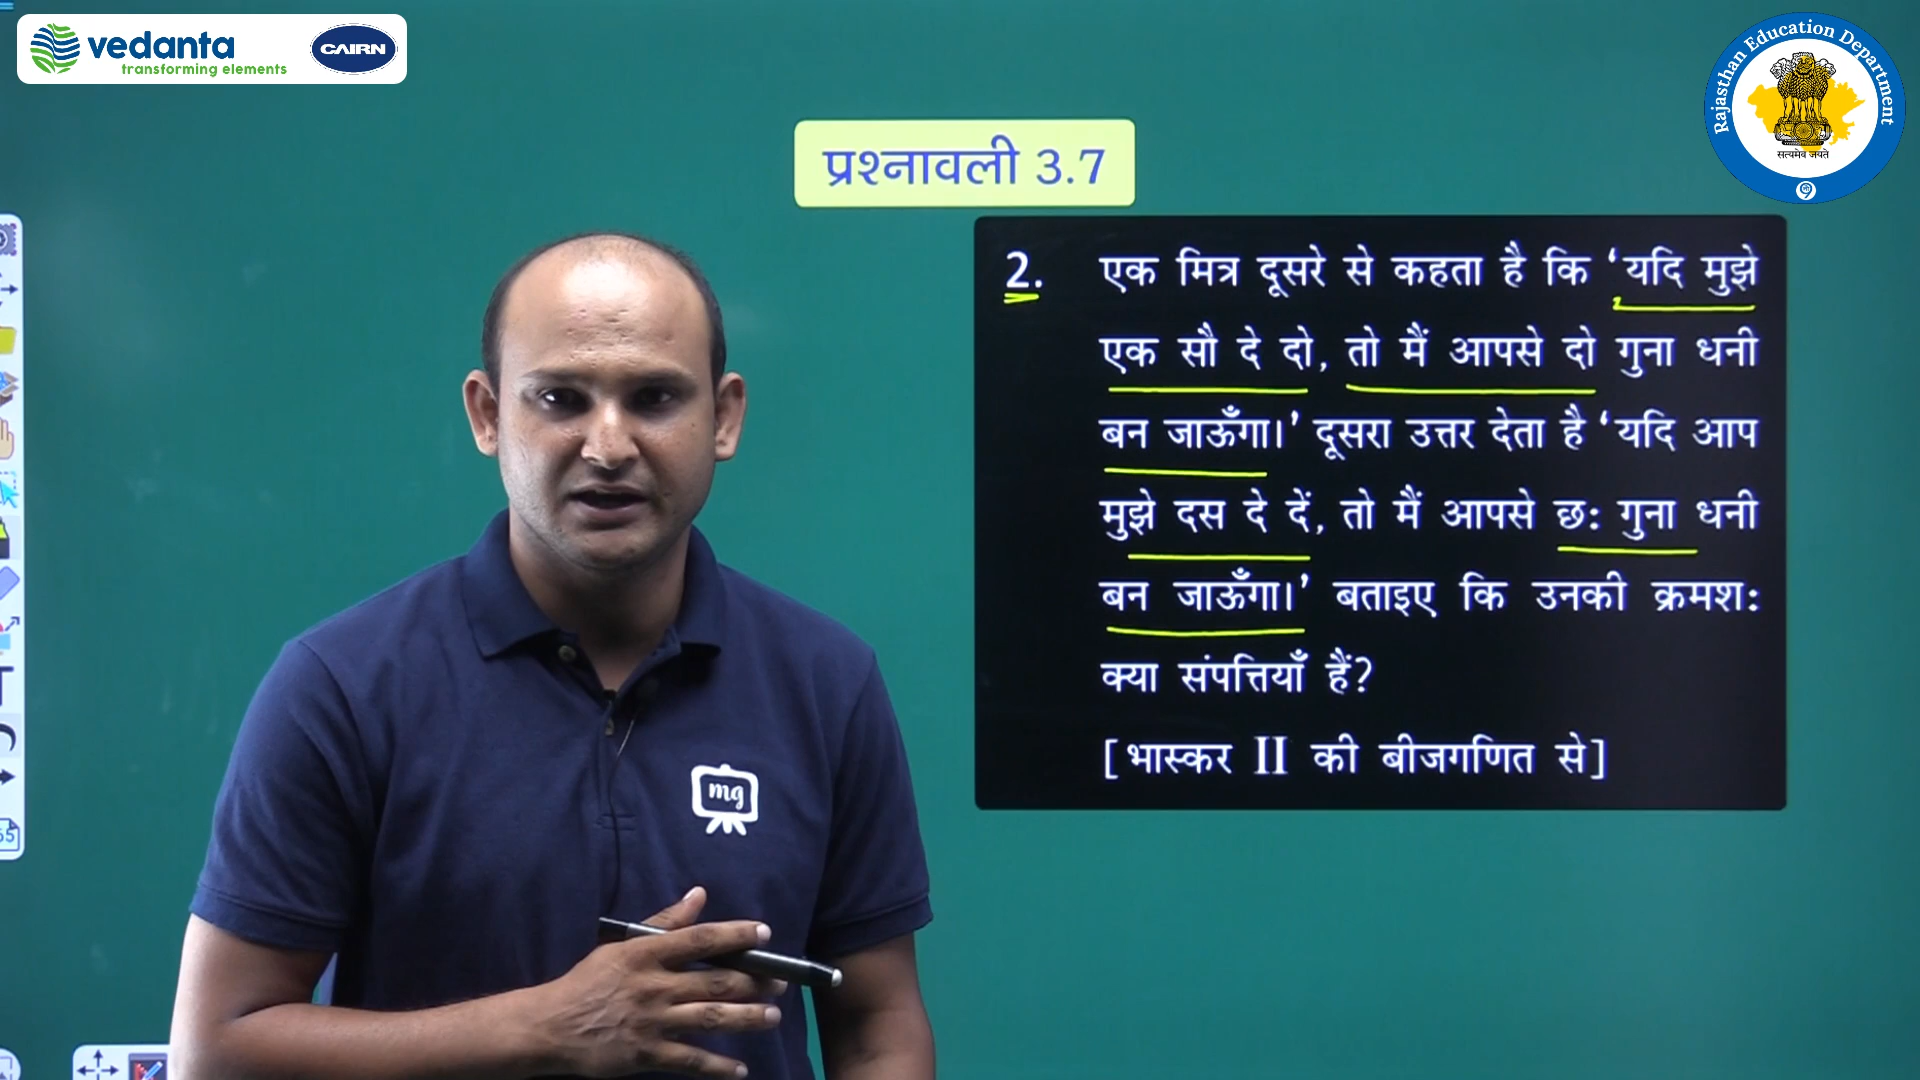 vedanta
transforming elements
CAIRN
Rajasthan Education Department
सत्यमेव जयते
प्रश्नावली 3.7
2. एक मित्र दूसरे से कहता है कि ‘यदि मुझे
एक सौ दे दो, तो मैं आपसे दो गुना धनी
बन जाऊँगा।’ दूसरा उत्तर देता है ‘यदि आप
मुझे दस दे दें, तो मैं आपसे छः गुना धनी
बन जाऊँगा।’ बताइए कि उनकी क्रमशः
क्या संपत्तियाँ हैं?
[भास्कर II की बीजगणित से]
mg